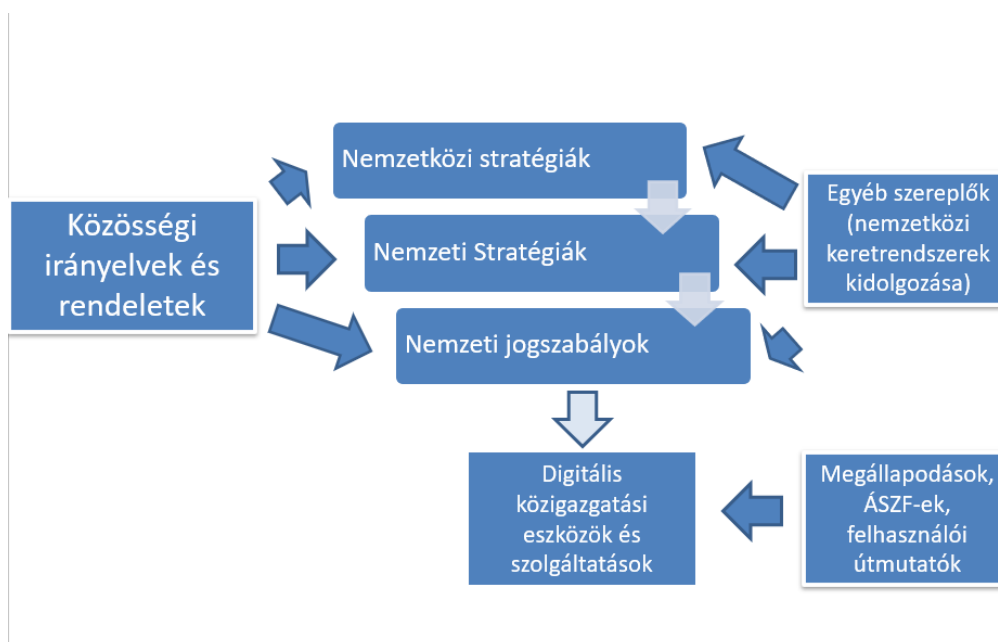 Nemzetközi stratégiák
Nemzeti Stratégiák
Nemzeti jogszabályok
Közösségi
irányelvek és
rendeletek
Egyéb szereplők
(nemzetközi
keretrendszerek
kidolgozása)
Digitális
közigazgatási
eszközök és
szolgáltatások
Megállapodások,
ÁSZF-ek,
felhasználói
útmutatók